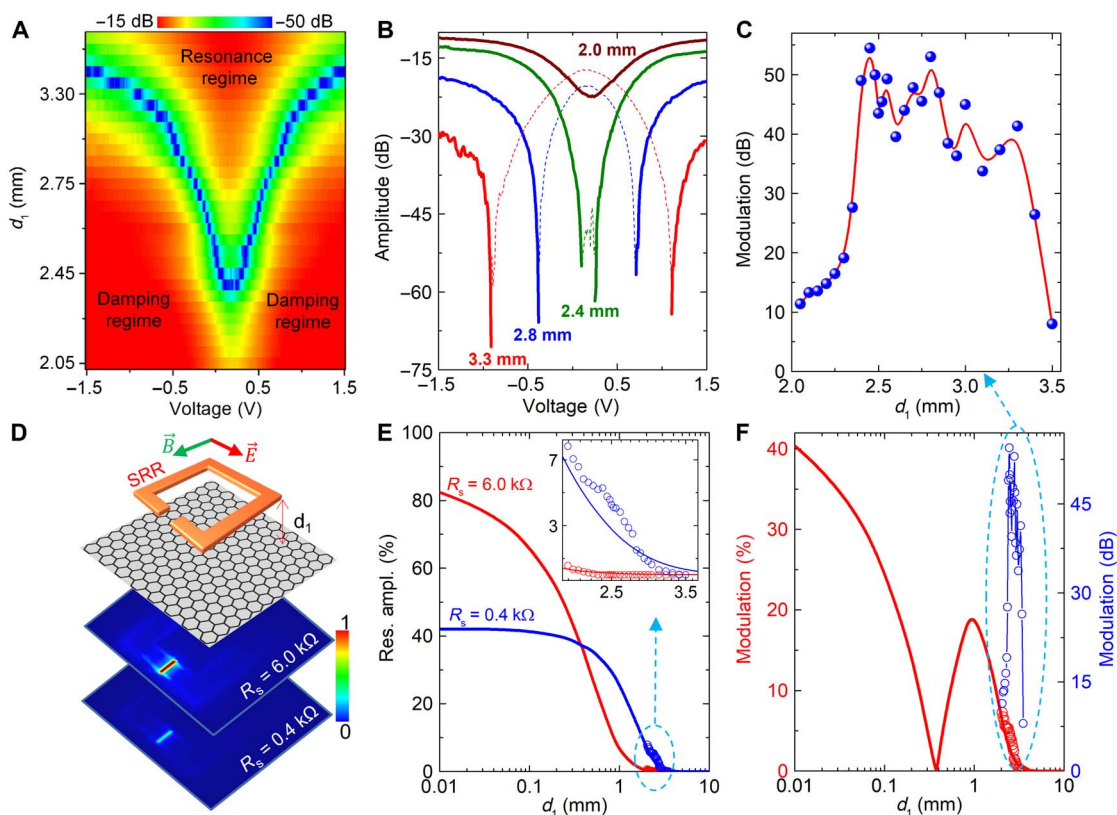 A
−15 dB
−50 dB
Resonance
regime
Damping
regime
Damping
regime
3.30
2.75
2.45
2.05
d1 (mm)
−1.5
−0.5
0.5
1.5
Voltage (V)
B
2.0 mm
2.8 mm
2.4 mm
3.3 mm
−15
−30
−45
−60
−75
Amplitude (dB)
−1.5
−0.5
0.5
1.5
Voltage (V)
C
60
50
40
30
20
10
0
Modulation (dB)
2.0
2.5
3.0
3.5
d1 (mm)
D
B
E
SRR
d1
Rs = 6.0 kΩ
Rs = 0.4 kΩ
1
0
E
100
80
60
40
20
0
Res. ampl. (%)
Rs = 6.0 kΩ
Rs = 0.4 kΩ
7
3
2.5
3.5
0.01
0.1
1
10
d1 (mm)
F
40
30
20
10
0
Modulation (%)
45
30
15
0
Modulation (dB)
0.01
0.1
1
10
d1 (mm)